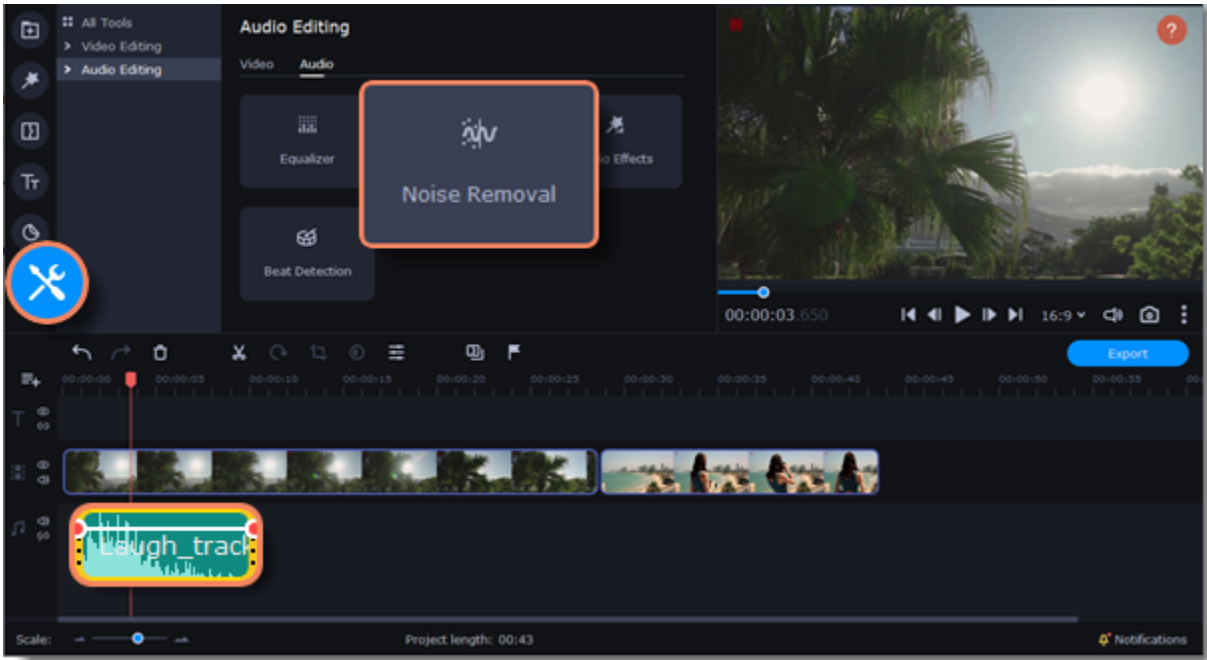 All Tools
Video Editing
Audio Editing
Audio Editing
Video Audio
Equalizer
Noise Removal
Effects
Beat Detection
?
00:00:03.650
16:9
Export
00:00:00 00:00:05 00:00:10 00:00:15 00:00:20 00:00:25 00:00:30 00:00:35 00:00:40 00:00:45 00:00:50 00:00:55
Laugh_track
Scale:
Project length: 00:43
Notifications